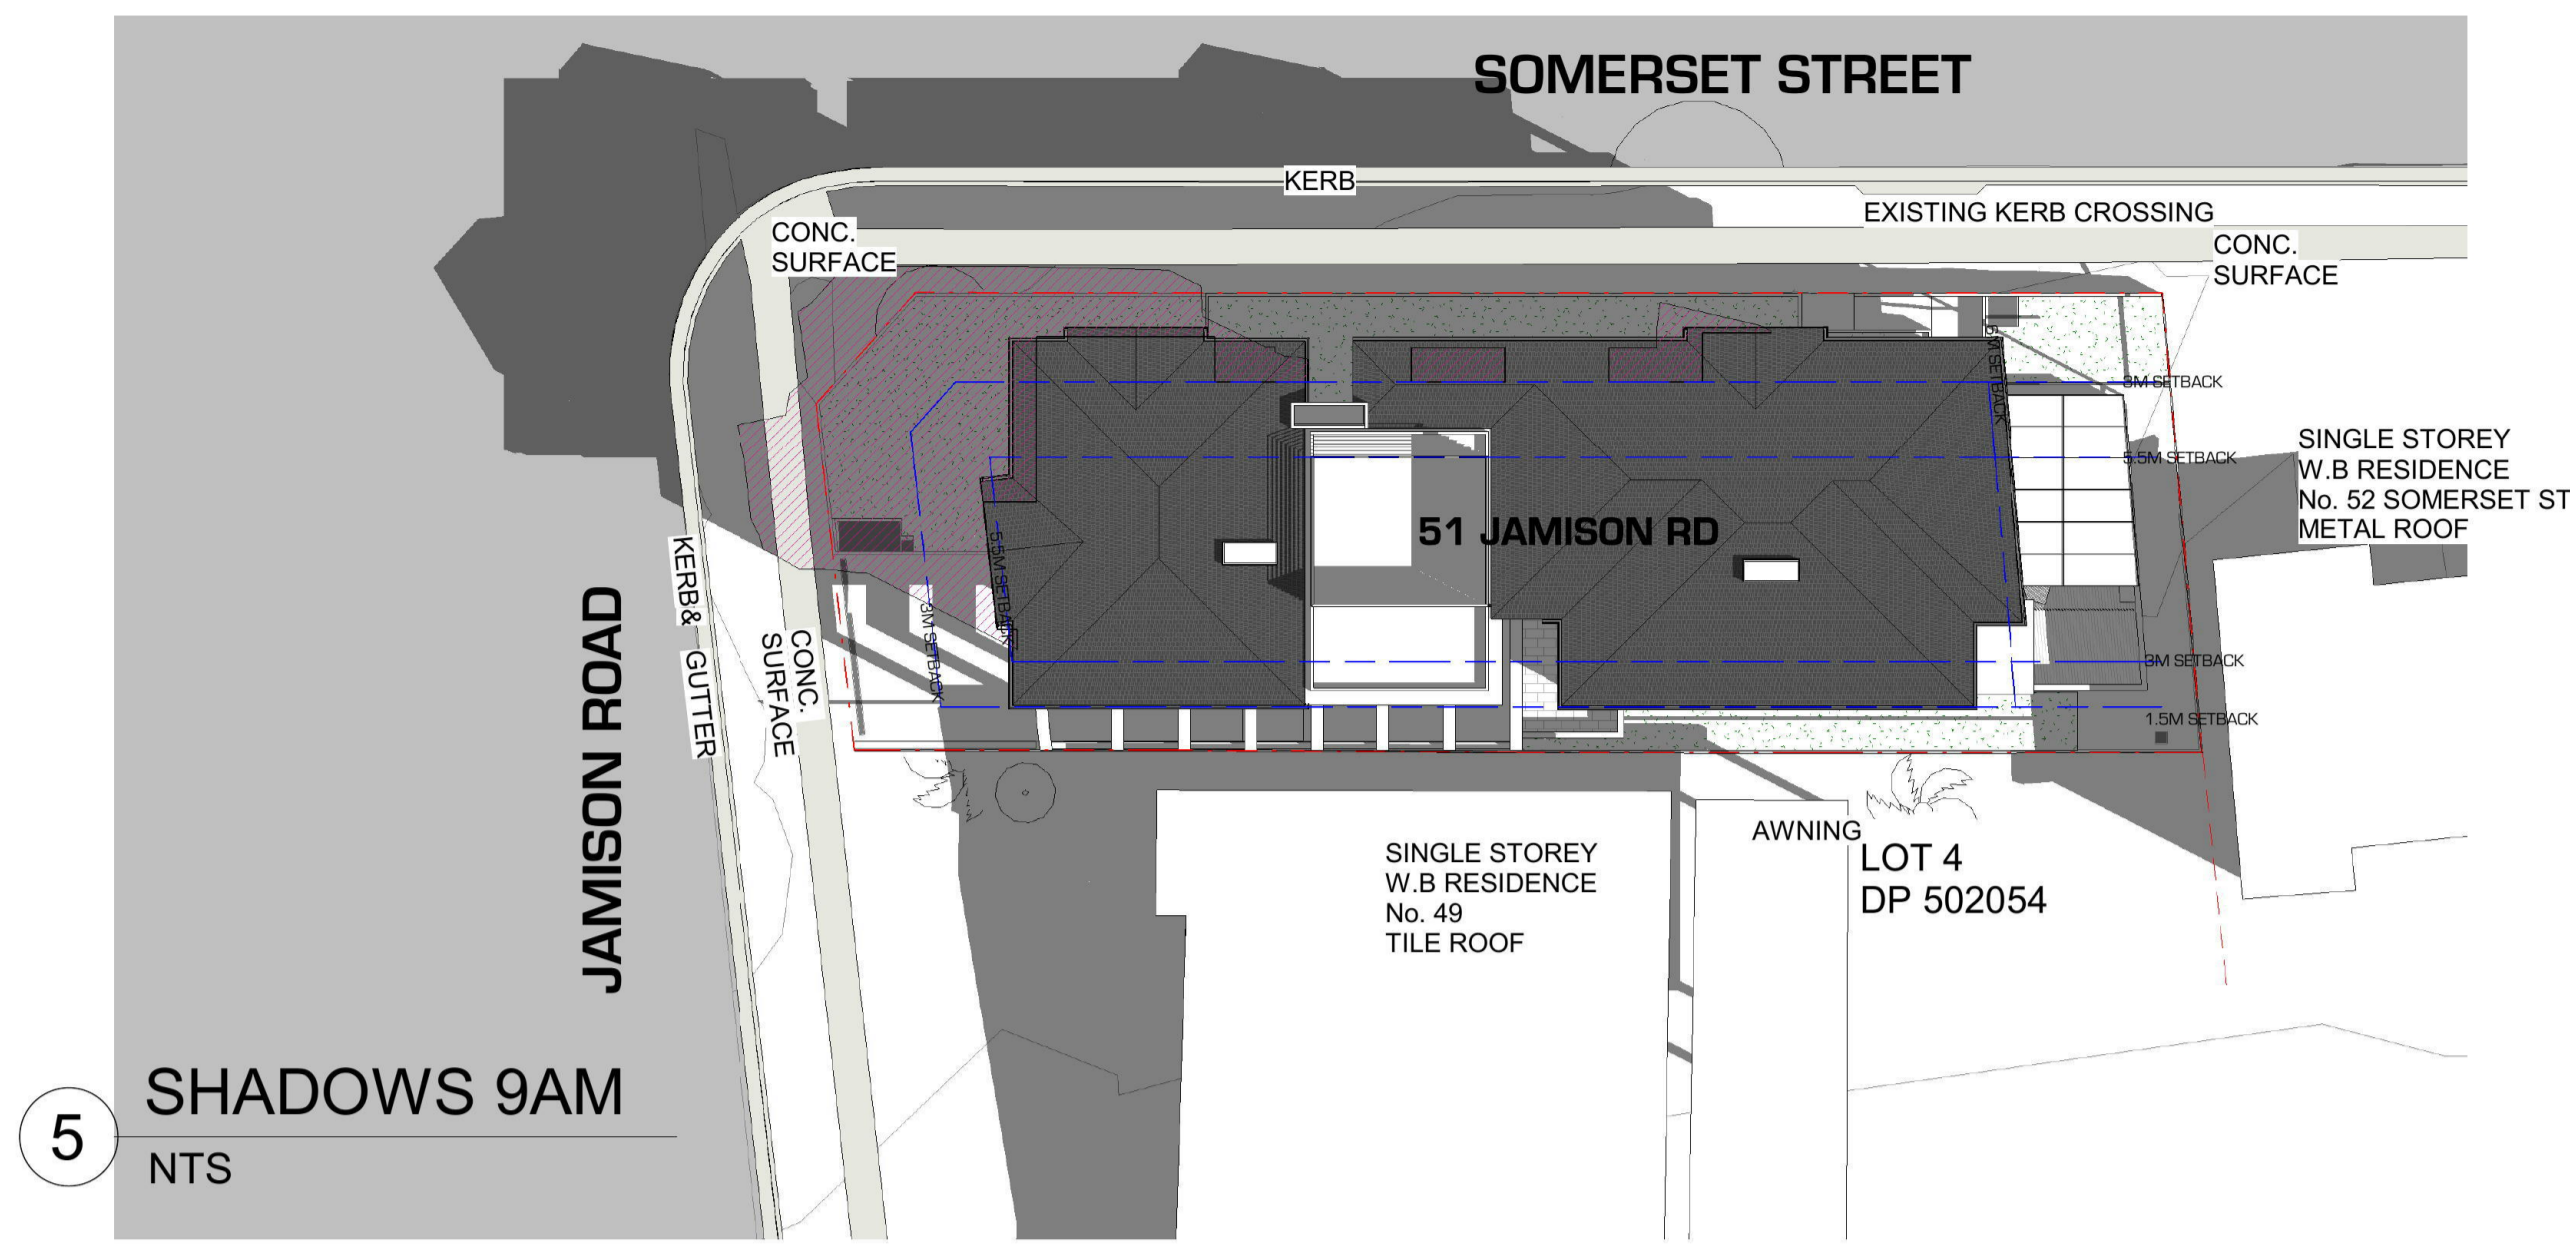 SOMERSET STREET
KERB
EXISTING KERB CROSSING
CONC.
SURFACE
CONC.
SURFACE
6M SETBACK
3M SETBACK
5.5M SETBACK
SINGLE STOREY
W.B RESIDENCE
No. 52 SOMERSET ST
METAL ROOF
51 JAMISON RD
5.5M SETBACK
3M SETBACK
KERB& GUTTER
CONC.
SURFACE
JAMISON ROAD
3M SETBACK
1.5M SETBACK
AWNING
LOT 4
DP 502054
SINGLE STOREY
W.B RESIDENCE
No. 49
TILE ROOF
5
SHADOWS 9AM
NTS